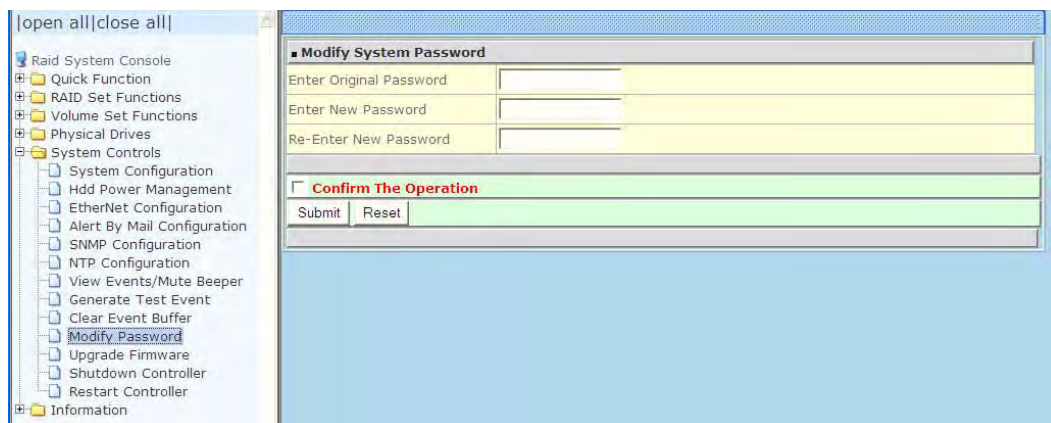 |open all|close all|
Raid System Console
Quick Function
RAID Set Functions
Volume Set Functions
Physical Drives
System Controls
System Configuration
Hdd Power Management
EtherNet Configuration
Alert By Mail Configuration
SNMP Configuration
NTP Configuration
View Events/Mute Beeper
Generate Test Event
Clear Event Buffer
Modify Password
Upgrade Firmware
Shutdown Controller
Restart Controller
Information
Modify System Password
Enter Original Password
Enter New Password
Re-Enter New Password
Confirm The Operation
Submit Reset